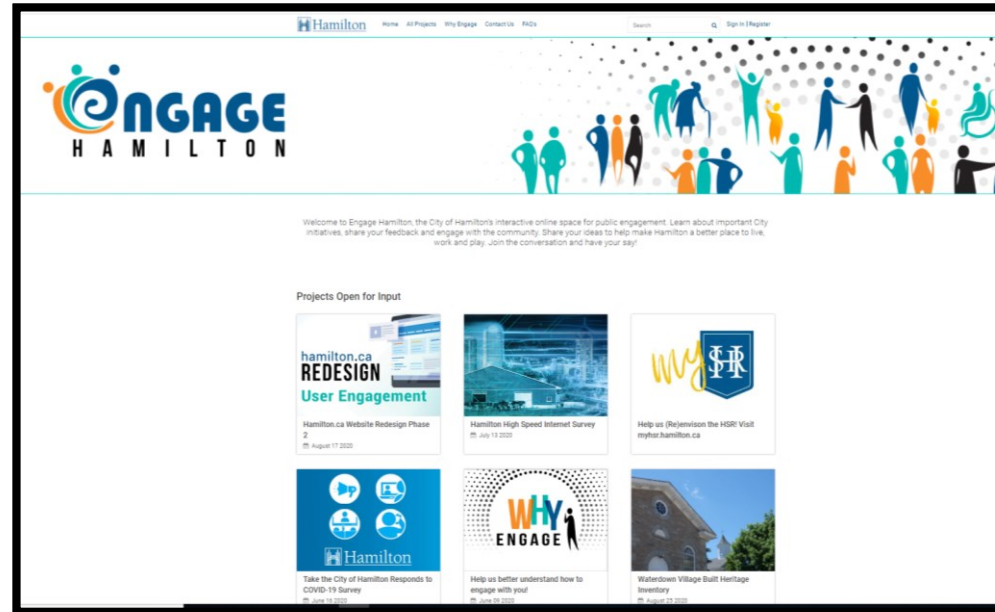 Hamilton
Home All Projects Why Engage Contact Us FAQs
Search
Sign In | Register
eNGAGE
HAMILTON
Welcome to Engage Hamilton, the City of Hamilton's interactive online space for public engagement. Learn about important City
initiatives, share your feedback and engage with the community. Share your ideas to help make Hamilton a better place to live,
work and play. Join the conversation and have your say!
Projects Open for Input
hamilton.ca
REDESIGN
User Engagement
Hamilton.ca Website Redesign Phase
2
August 17 2020
Hamilton High Speed Internet Survey
July 13 2020
my HSR
Help us (Re)envison the HSR! Visit
myhsr.hamilton.ca
Hamilton
Take the City of Hamilton Responds to
COVID-19 Survey
June 16 2020
WHY
ENGAGE
Help us better understand how to
engage with you!
June 09 2020
Waterdown Village Built Heritage
Inventory
August 25 2020